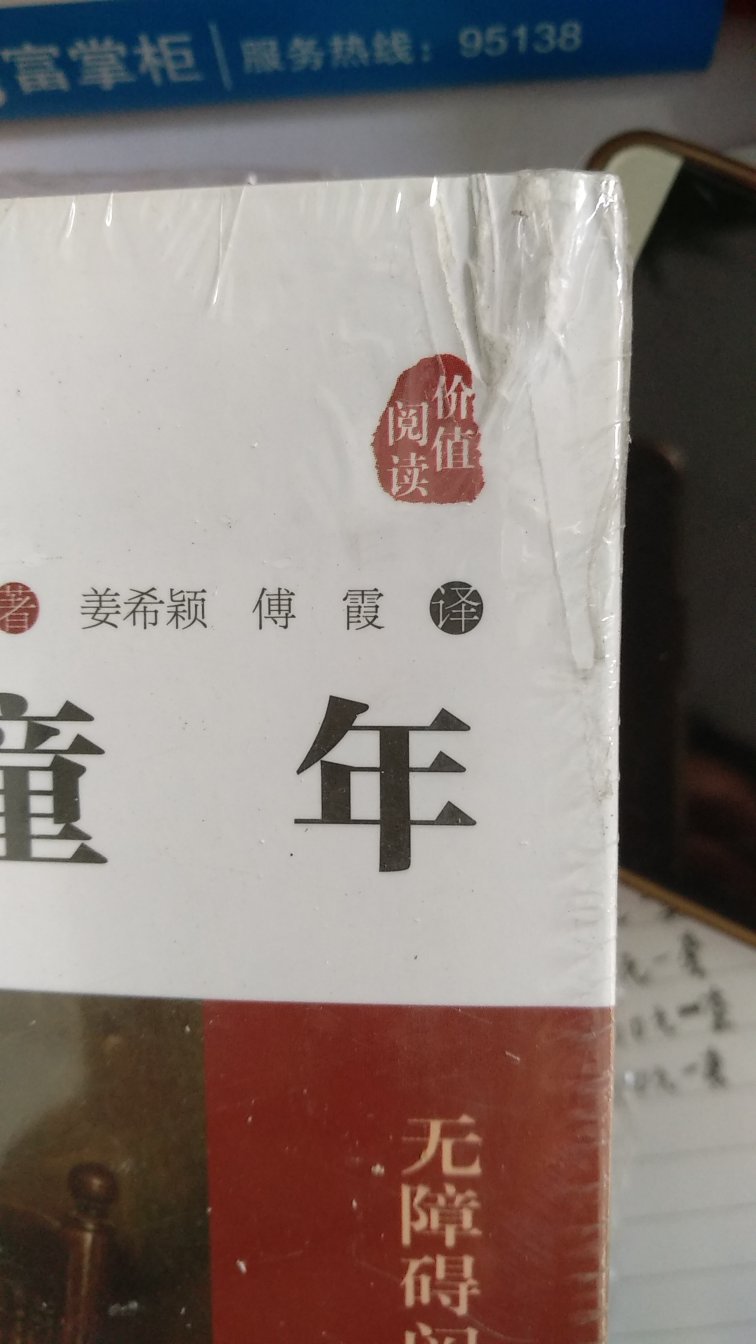 富掌柜 服务热线：95138
价值
阅读
著 姜希颖 傅 霞 译
童 年
无障碍